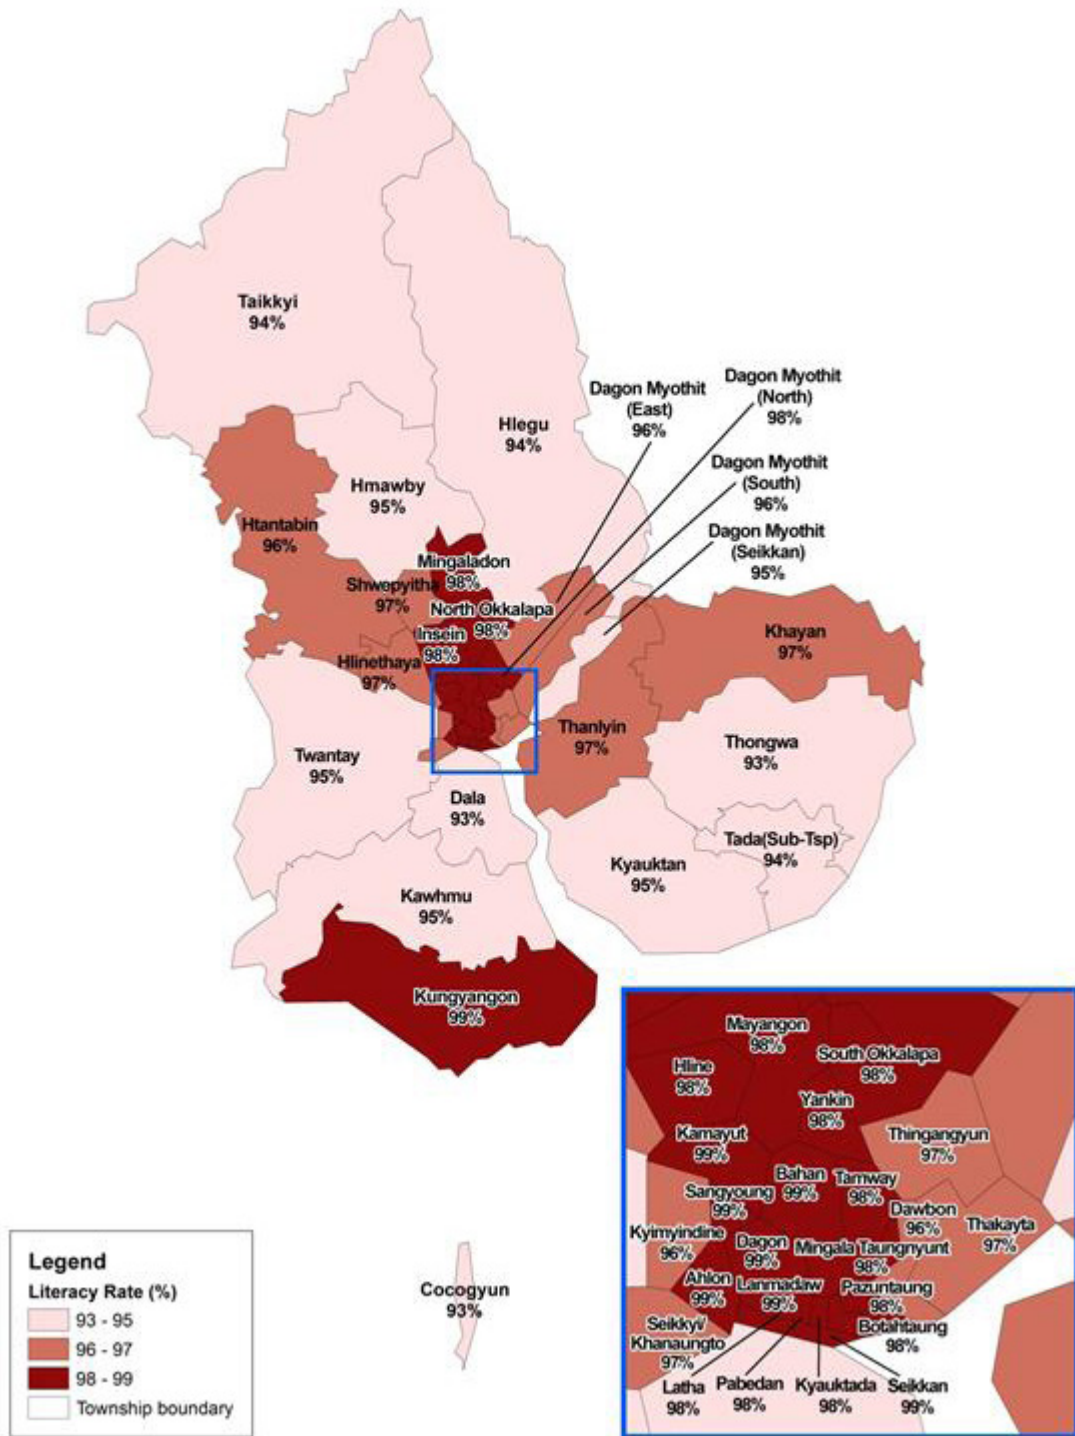 Taikkyi
94%
Hlegu
94%
Dagon Myothit
(East)
96%
Dagon Myothit
(North)
98%
Dagon Myothit
(South)
96%
Dagon Myothit
(Seikkan)
95%
Hmawby
95%
Htantabin
96%
Mingaladon
98%
Shwepyitha
97%
North Okkalapa
98%
Insein
98%
Hlinethaya
97%
Khayan
97%
Thanlyin
97%
Thongwa
93%
Twantay
95%
Dala
93%
Tada(Sub-Tsp)
94%
Kyauktan
95%
Kawhmu
95%
Kungyangon
99%
Cocogyun
93%
Mayangon
98%
South Okkalapa
98%
Hline
98%
Yankin
98%
Kamayut
99%
Thingangyun
97%
Bahan
99%
Tamway
98%
Sangyoung
99%
Dawbon
96%
Thakayta
97%
Kyimyindine
96%
Dagon
99%
Mingala Taungnyunt
98%
Ahlon
99%
Lanmadaw
99%
Pazuntaung
98%
Botahtaung
98%
Seikkyi/
Khanaungto
97%
Latha
98%
Pabedan
98%
Kyauktada
98%
Seikkan
99%
Legend
Literacy Rate (%)
93 - 95
96 - 97
98 - 99
Township boundary